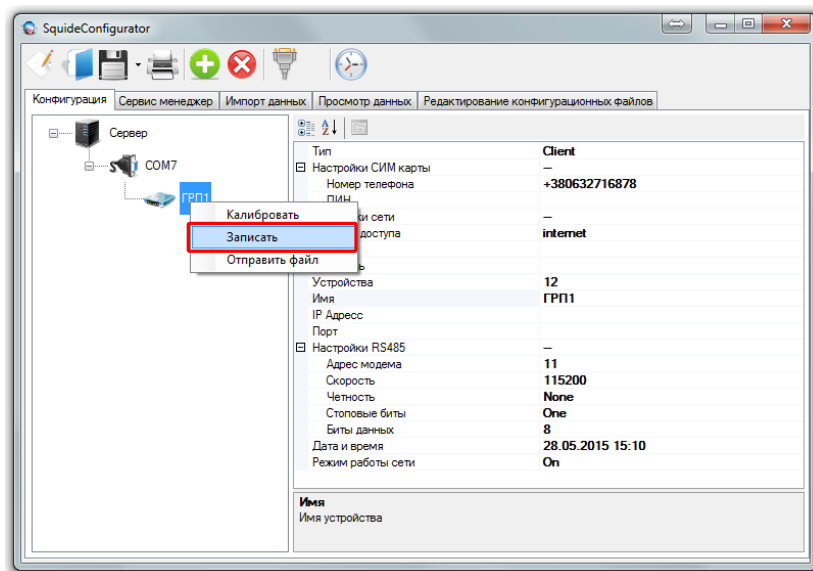 SquideConfigurator
Конфигурация Сервис менеджер Импорт данных Просмотр данных Редактирование конфигурационных файлов
Сервер
COM7
ГРП1
Калибровать
Записать
Отправить файл
Тип Client
Настройки СИМ карты —
Номер телефона +380632716878
ПИН
ки сети —
доступа internet
ь
Устройства 12
Имя ГРП1
IP Адресс
Порт
Настройки RS485 —
Адрес модема 11
Скорость 115200
Четность None
Стоповые биты One
Биты данных 8
Дата и время 28.05.2015 15:10
Режим работы сети On
Имя
Имя устройства